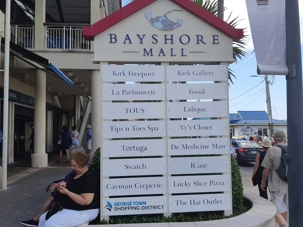 BAYSHORE
MALL
Kirk Freeport
Kirk Gallery
La Parfumerie
Fossil
TOUS
Lalique
Tips n Toes Spa
Vy's Closet
Tortuga
De Medicine Man
Swatch
ICase
Cayman Creperie
Lucky Slice Pizza
GEORGE TOWN
SHOPPING DISTRICT
The Hat Outlet